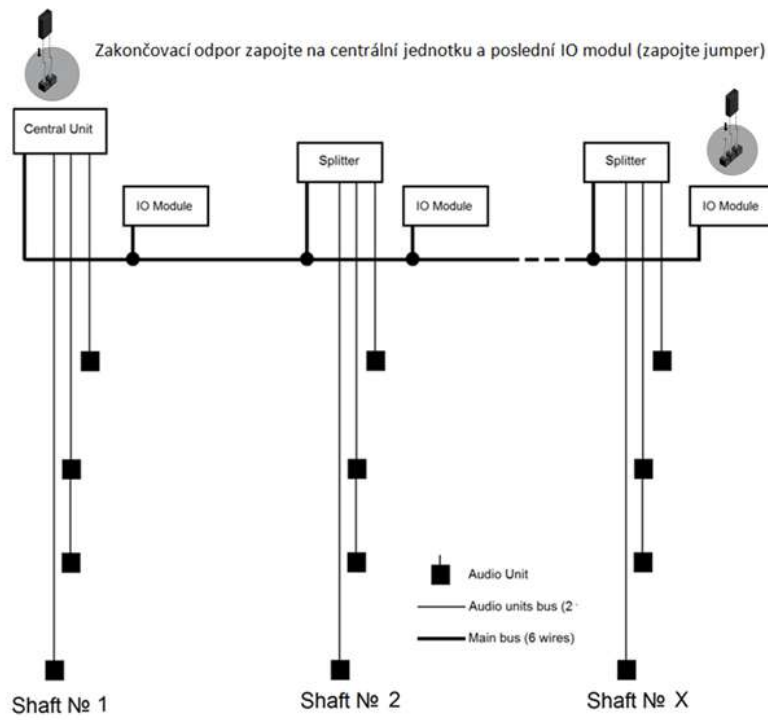 Zakončovací odpor zapojte na centrální jednotku a poslední IO modul (zapojte jumper)
Central Unit
Splitter
Splitter
IO Module
IO Module
IO Module
Audio Unit
Audio units bus (2
Main bus (6 wires)
Shaft № 1
Shaft № 2
Shaft № X